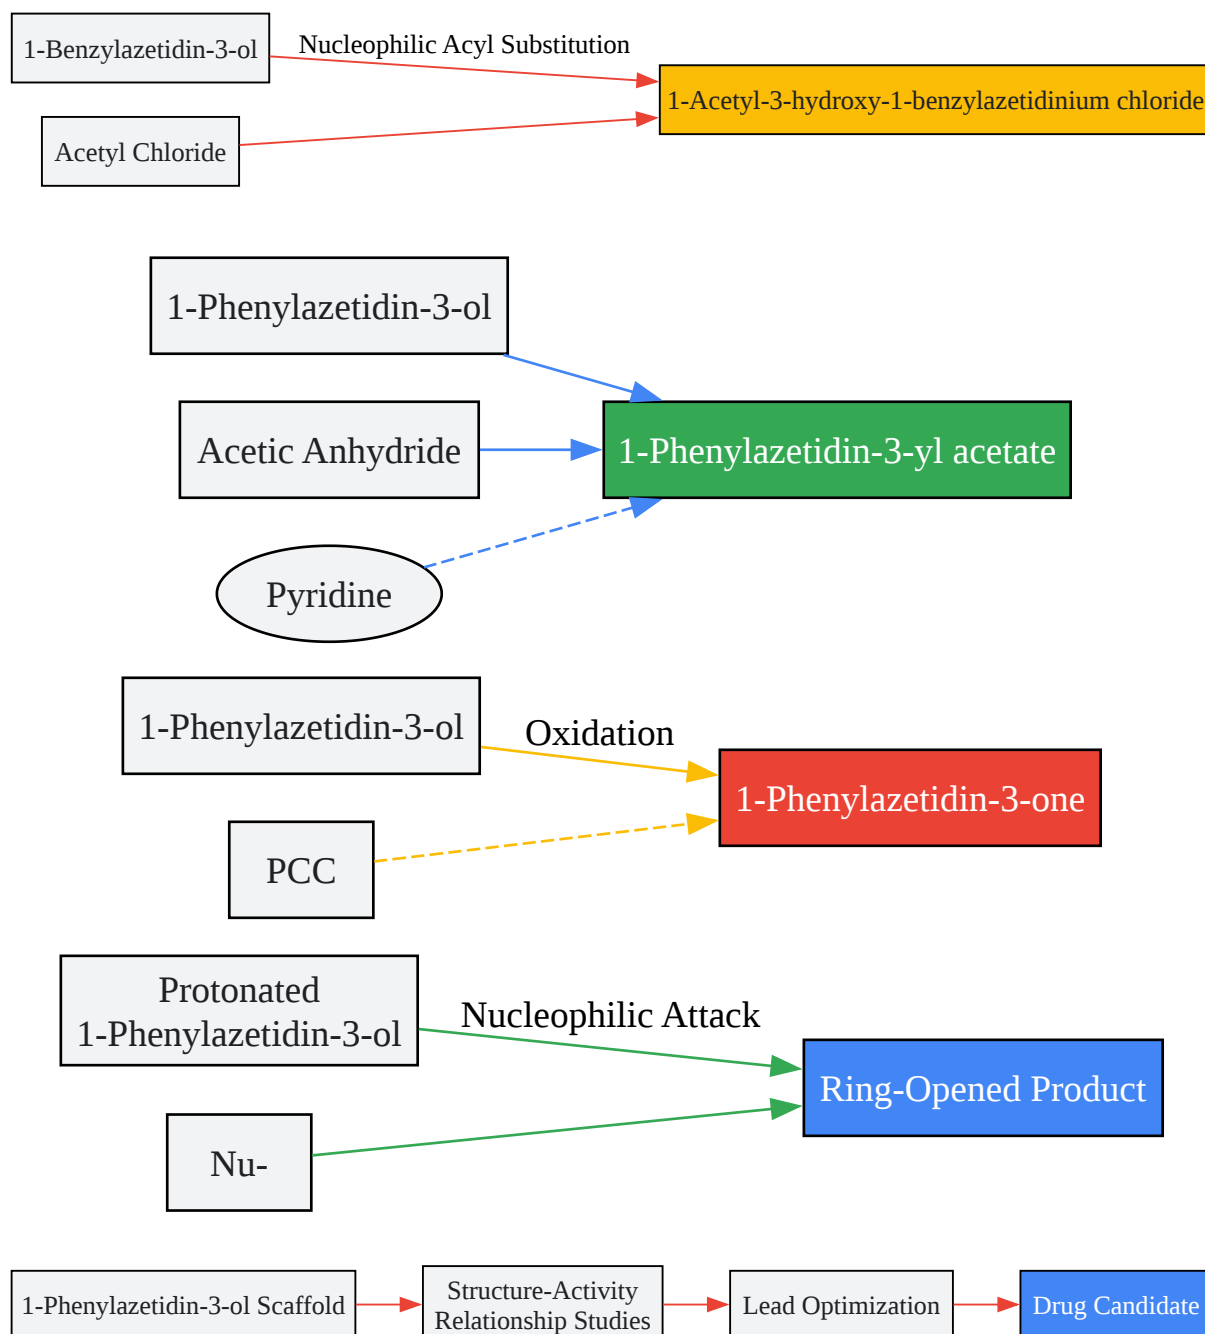 1-Benzylazetidin-3-ol
Nucleophilic Acyl Substitution
1-Acetyl-3-hydroxy-1-benzylazetidinium chloride
Acetyl Chloride
1-Phenylazetidin-3-ol
Acetic Anhydride
1-Phenylazetidin-3-yl acetate
Pyridine
1-Phenylazetidin-3-ol
Oxidation
1-Phenylazetidin-3-one
PCC
Protonated
1-Phenylazetidin-3-ol
Nucleophilic Attack
Ring-Opened Product
Nu-
1-Phenylazetidin-3-ol Scaffold
Structure-Activity
Relationship Studies
Lead Optimization
Drug Candidate